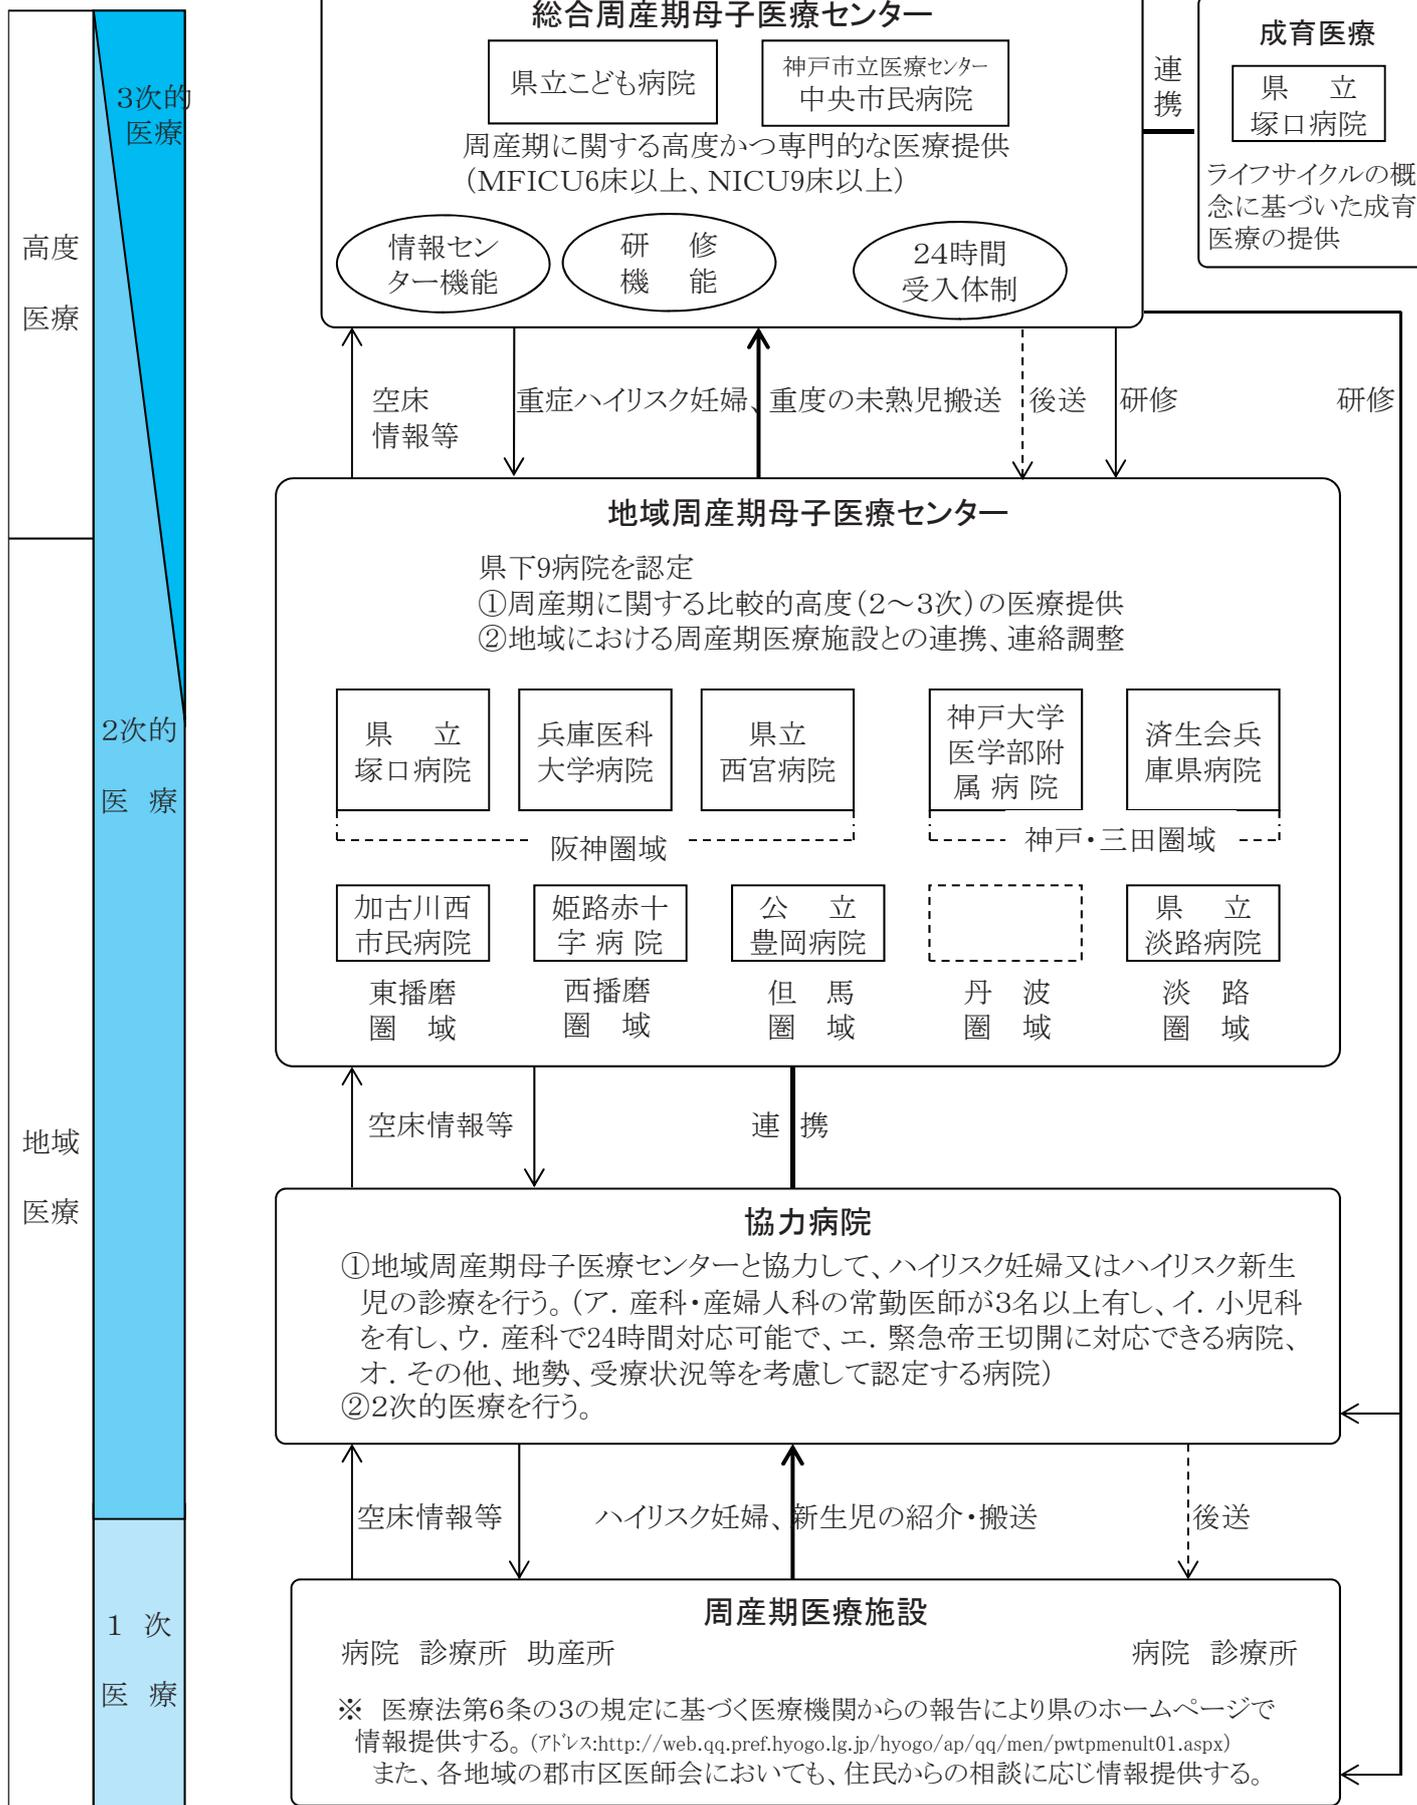 総合周産期母子医療センター
県立こども病院
神戸市立医療センター
中央市民病院
周産期に関する高度かつ専門的な医療提供
（MFICU6床以上、NICU9床以上）
情報セン
ター機能
研　修
機　能
24時間
受入体制
連
携
成育医療
県　立
塚口病院
ライフサイクルの概
念に基づいた成育
医療の提供
3次的
医療
高度
医療
空床
情報等
重症ハイリスク妊婦、重度の未熟児搬送
後送
研修
研修
地域周産期母子医療センター
県下9病院を認定
①周産期に関する比較的高度（2～3次）の医療提供
②地域における周産期医療施設との連携、連絡調整
2次的
医　療
県　立
塚口病院
兵庫医科
大学病院
県立
西宮病院
神戸大学
医学部附
属 病 院
済生会兵
庫県病院
阪神圏域
神戸・三田圏域
加古川西
市民病院
姫路赤十
字 病 院
公　立
豊岡病院
県　立
淡路病院
東播磨
圏　域
西播磨
圏　域
但　馬
圏　域
丹　波
圏　域
淡　路
圏　域
地域
医療
空床情報等
連　携
協力病院
①地域周産期母子医療センターと協力して、ハイリスク妊婦又はハイリスク新生
児の診療を行う。（ア．産科・産婦人科の常勤医師が3名以上有し、イ．小児科
を有し、ウ．産科で24時間対応可能で、エ．緊急帝王切開に対応できる病院、
オ．その他、地勢、受療状況等を考慮して認定する病院）
②2次的医療を行う。
空床情報等
ハイリスク妊婦、新生児の紹介・搬送
後送
1　次
医　療
周産期医療施設
病院　診療所　助産所
病院　診療所
※　医療法第6条の3の規定に基づく医療機関からの報告により県のホームページで
情報提供する。（アドレス:http://web.qq.pref.hyogo.lg.jp/hyogo/ap/qq/men/pwtpmenult01.aspx）
また、各地域の郡市区医師会においても、住民からの相談に応じ情報提供する。